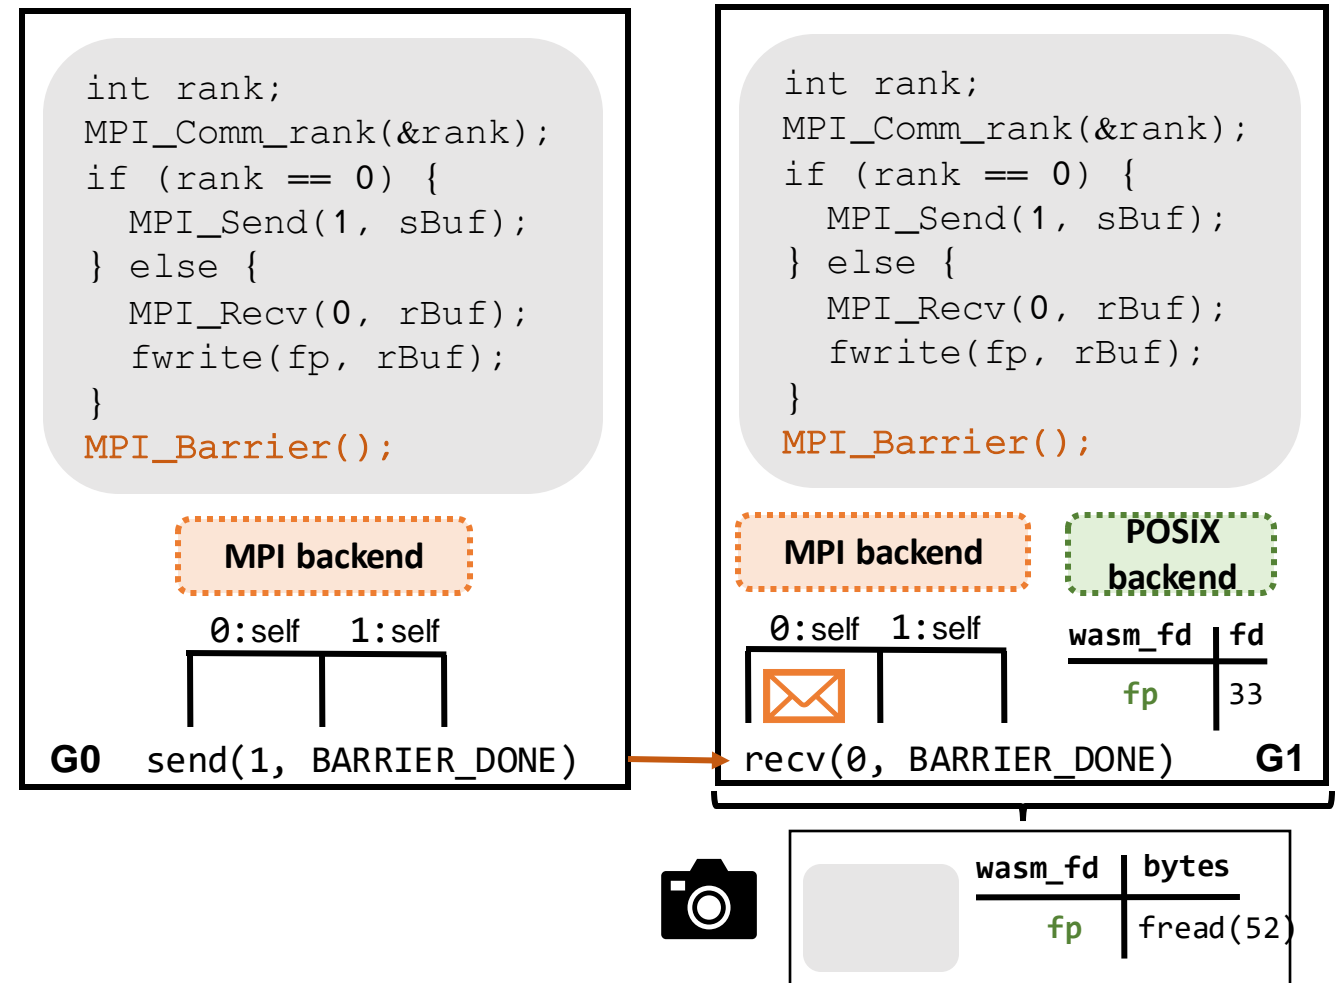 int rank;
MPI_Comm_rank(&rank);
if (rank == 0) {
MPI_Send(1, sBuf);
} else {
MPI_Recv(0, rBuf);
fwrite(fp, rBuf);
}
MPI_Barrier();
MPI backend
0:self 1:self
G0 send(1, BARRIER_DONE)
int rank;
MPI_Comm_rank(&rank);
if (rank == 0) {
MPI_Send(1, sBuf);
} else {
MPI_Recv(0, rBuf);
fwrite(fp, rBuf);
}
MPI_Barrier();
MPI backend
POSIX
backend
0:self 1:self
wasm_fd fd
fp 33
recv(0, BARRIER_DONE) G1
wasm_fd bytes
fp fread(52)